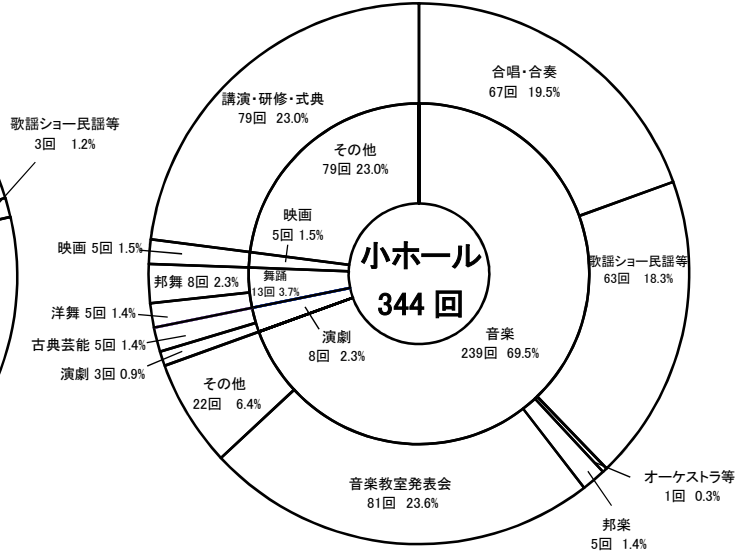 歌謡ショー民謡等
3回 1.2%
小ホール
344 回
音楽
239回 69.5%
演劇
8回 2.3%
舞踊
13回 3.7%
映画
5回 1.5%
その他
79回 23.0%
合唱・合奏
67回 19.5%
歌謡ショー民謡等
63回 18.3%
オーケストラ等
1回 0.3%
邦楽
5回 1.4%
音楽教室発表会
81回 23.6%
その他
22回 6.4%
演劇 3回 0.9%
古典芸能 5回 1.4%
洋舞 5回 1.4%
邦舞 8回 2.3%
映画 5回 1.5%
講演・研修・式典
79回 23.0%